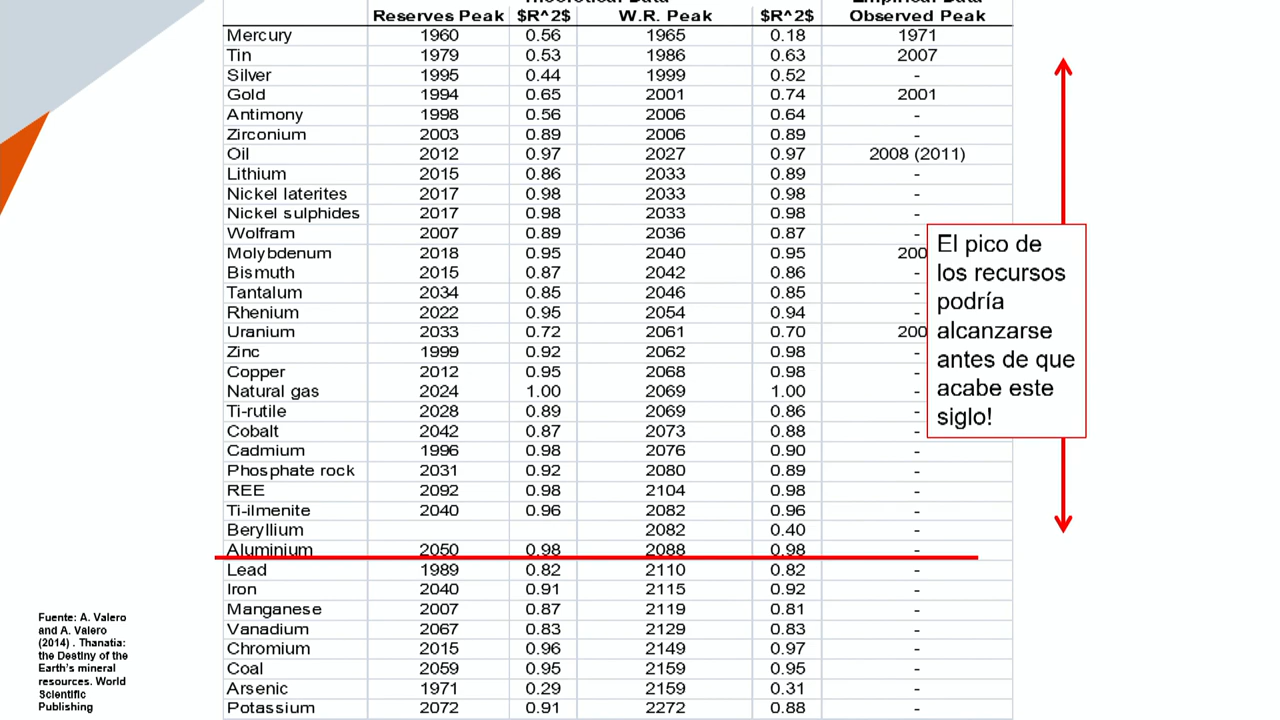 Theoretical Data Empirical Data
Reserves Peak $R^2$ W.R. Peak $R^2$ Observed Peak
Mercury 1960 0.56 1965 0.18 1971
Tin 1979 0.53 1986 0.63 2007
Silver 1995 0.44 1999 0.52 -
Gold 1994 0.65 2001 0.74 2001
Antimony 1998 0.56 2006 0.64 -
Zirconium 2003 0.89 2006 0.89 -
Oil 2012 0.97 2027 0.97 2008 (2011)
Lithium 2015 0.86 2033 0.89 -
Nickel laterites 2017 0.98 2033 0.98 -
Nickel sulphides 2017 0.98 2033 0.98 -
Wolfram 2007 0.89 2036 0.87 -
Molybdenum 2018 0.95 2040 0.95 200
Bismuth 2015 0.87 2042 0.86 -
Tantalum 2034 0.85 2046 0.85 -
Rhenium 2022 0.95 2054 0.94 -
Uranium 2033 0.72 2061 0.70 200
Zinc 1999 0.92 2062 0.98 -
Copper 2012 0.95 2068 0.98 -
Natural gas 2024 1.00 2069 1.00 -
Ti-rutile 2028 0.89 2069 0.86 -
Cobalt 2042 0.87 2073 0.88 -
Cadmium 1996 0.98 2076 0.90 -
Phosphate rock 2031 0.92 2080 0.89 -
REE 2092 0.98 2104 0.98 -
Ti-ilmenite 2040 0.96 2082 0.96 -
Beryllium 2082 0.40 -
Aluminium 2050 0.98 2088 0.98 -
Lead 1989 0.82 2110 0.82 -
Iron 2040 0.91 2115 0.92 -
Manganese 2007 0.87 2119 0.81 -
Vanadium 2067 0.83 2129 0.83 -
Chromium 2015 0.96 2149 0.97 -
Coal 2059 0.95 2159 0.95 -
Arsenic 1971 0.29 2159 0.31 -
Potassium 2072 0.91 2272 0.88 -
El pico de
los recursos
podría
alcanzarse
antes de que
acabe este
siglo!
Fuente: A. Valero
and A. Valero
(2014) . Thanatia:
the Destiny of the
Earth's mineral
resources. World
Scientific
Publishing